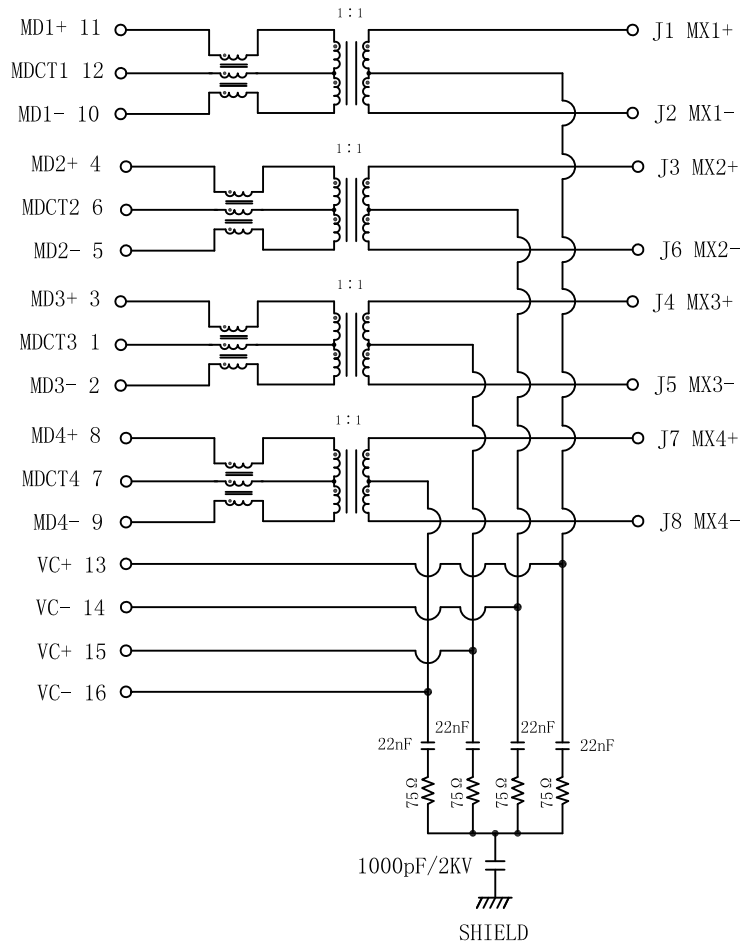 1:1
MD1+ 11
J1 MX1+
MDCT1 12
MD1- 10
J2 MX1-
1:1
MD2+ 4
J3 MX2+
MDCT2 6
MD2- 5
J6 MX2-
1:1
MD3+ 3
J4 MX3+
MDCT3 1
MD3- 2
J5 MX3-
1:1
MD4+ 8
J7 MX4+
MDCT4 7
MD4- 9
J8 MX4-
VC+ 13
VC- 14
VC+ 15
VC- 16
22nF 22nF 22nF 22nF
75Ω 75Ω 75Ω 75Ω
1000pF/2KV
SHIELD